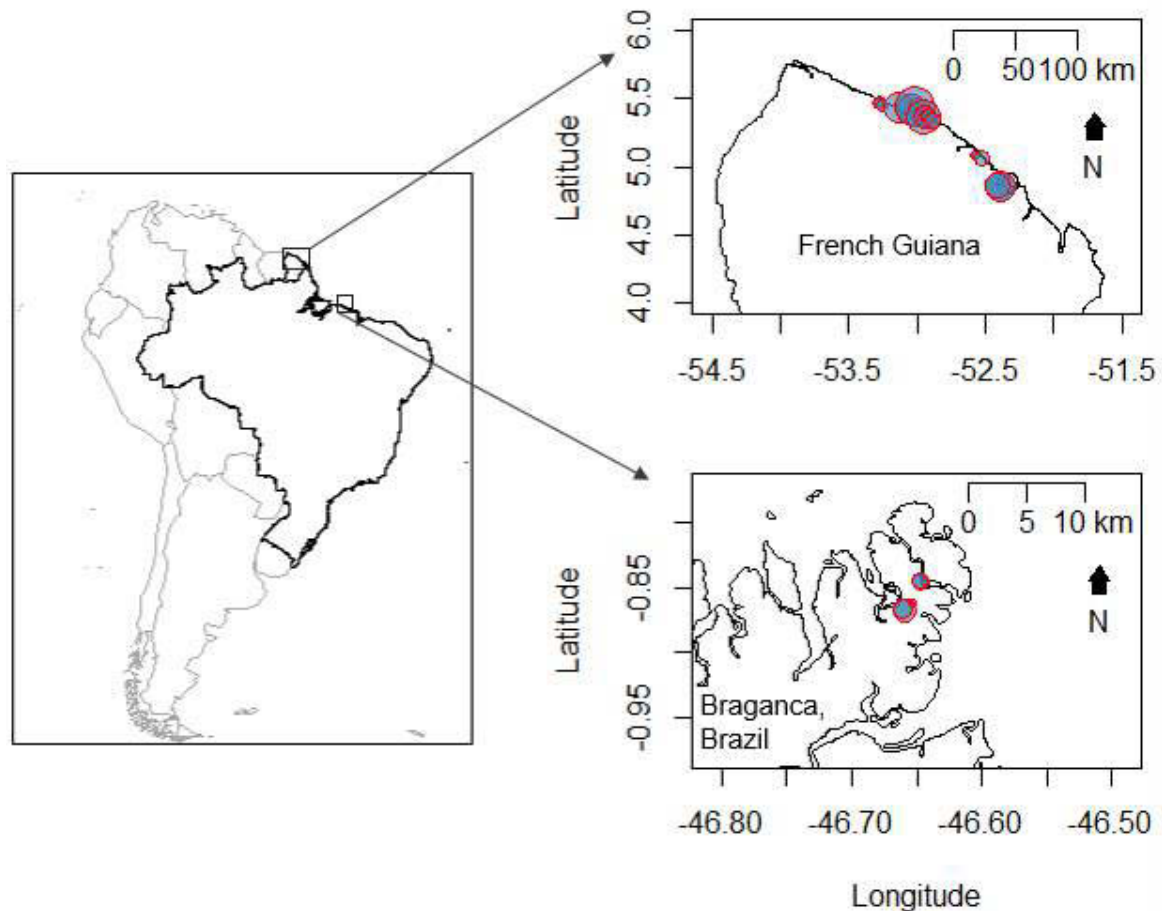 6.0
5.5
5.0
4.5
4.0
Latitude
0 50 100 km
N
French Guiana
-54.5 -53.5 -52.5 -51.5
-0.85
-0.95
Latitude
0 5 10 km
N
Braganca,
Brazil
-46.80 -46.70 -46.60 -46.50
Longitude